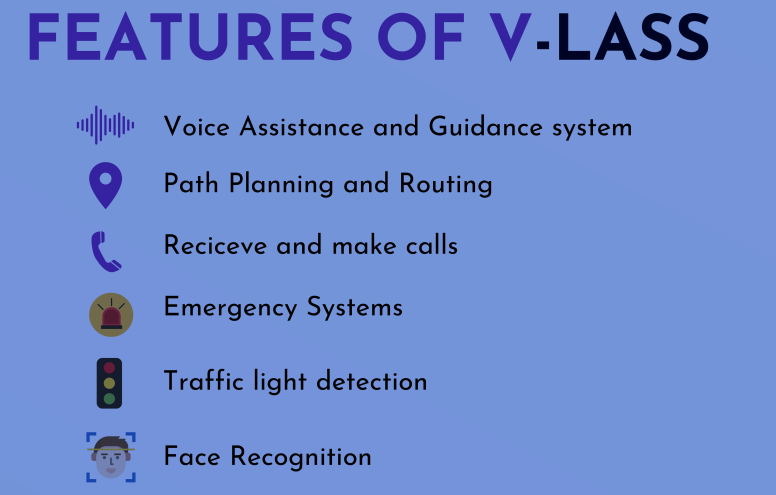 FEATURES OF V-LASS
Voice Assistance and Guidance system
Path Planning and Routing
Reciceve and make calls
Emergency Systems
Traffic light detection
Face Recognition